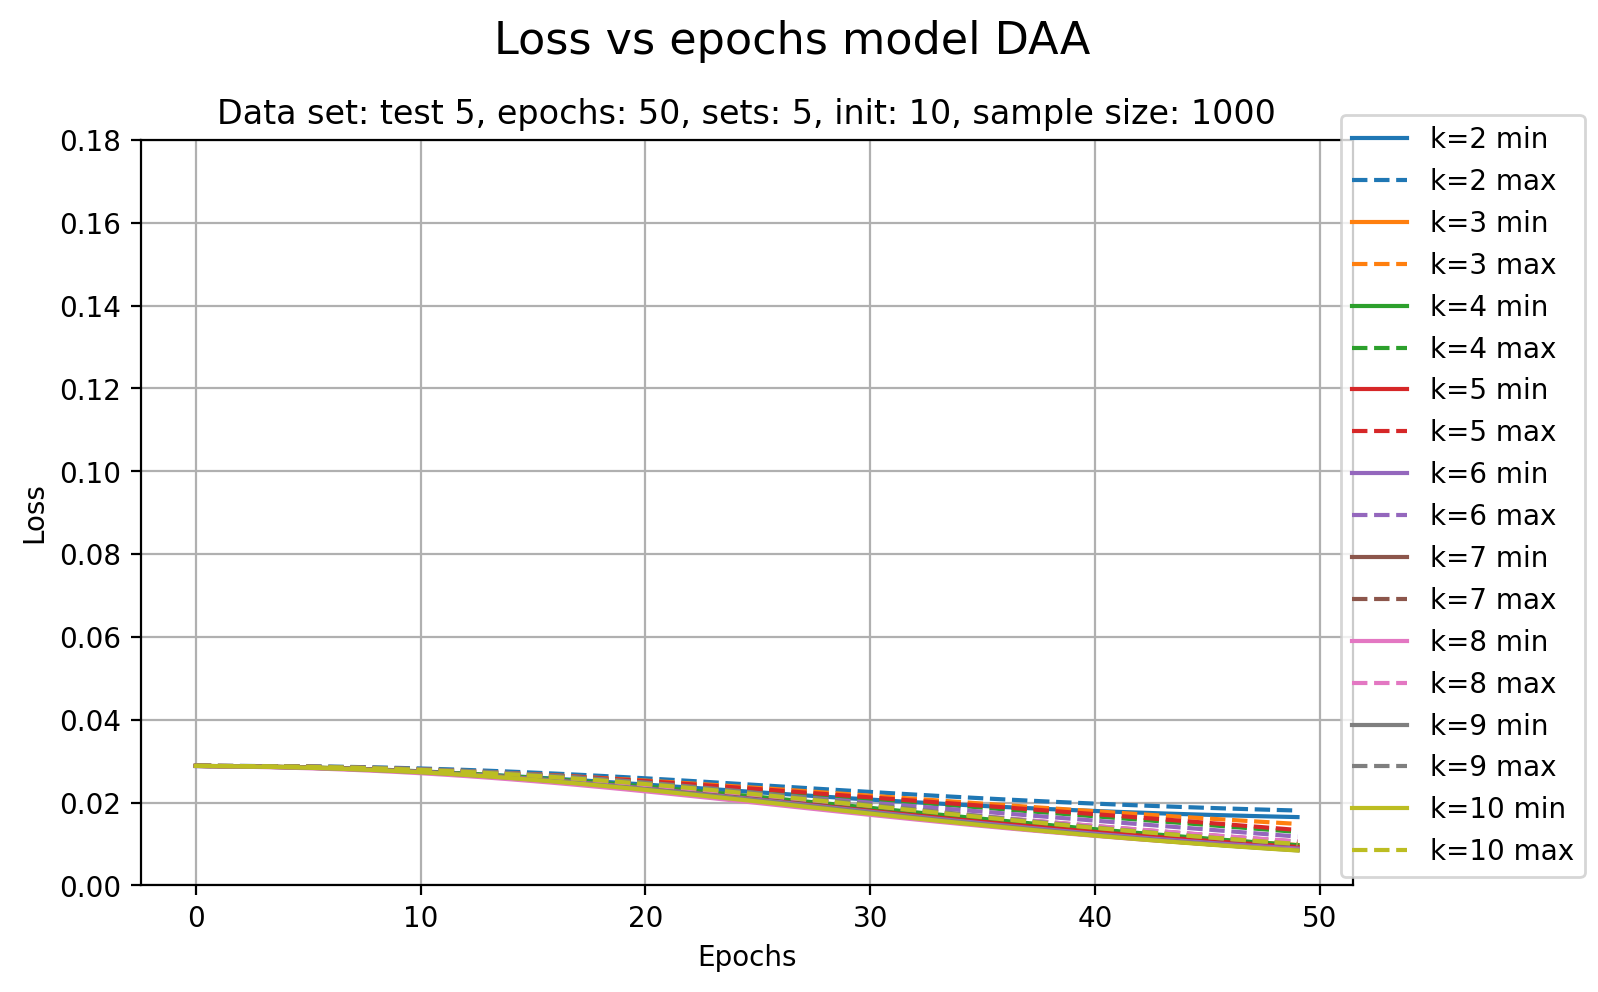 Loss vs epochs model DAA
Data set: test 5, epochs: 50, sets: 5, init: 10, sample size: 1000
0.18
0.16
0.14
0.12
0.10
0.08
0.06
0.04
0.02
0.00
Loss
0
10
20
30
40
50
Epochs
k=2 min
k=2 max
k=3 min
k=3 max
k=4 min
k=4 max
k=5 min
k=5 max
k=6 min
k=6 max
k=7 min
k=7 max
k=8 min
k=8 max
k=9 min
k=9 max
k=10 min
k=10 max